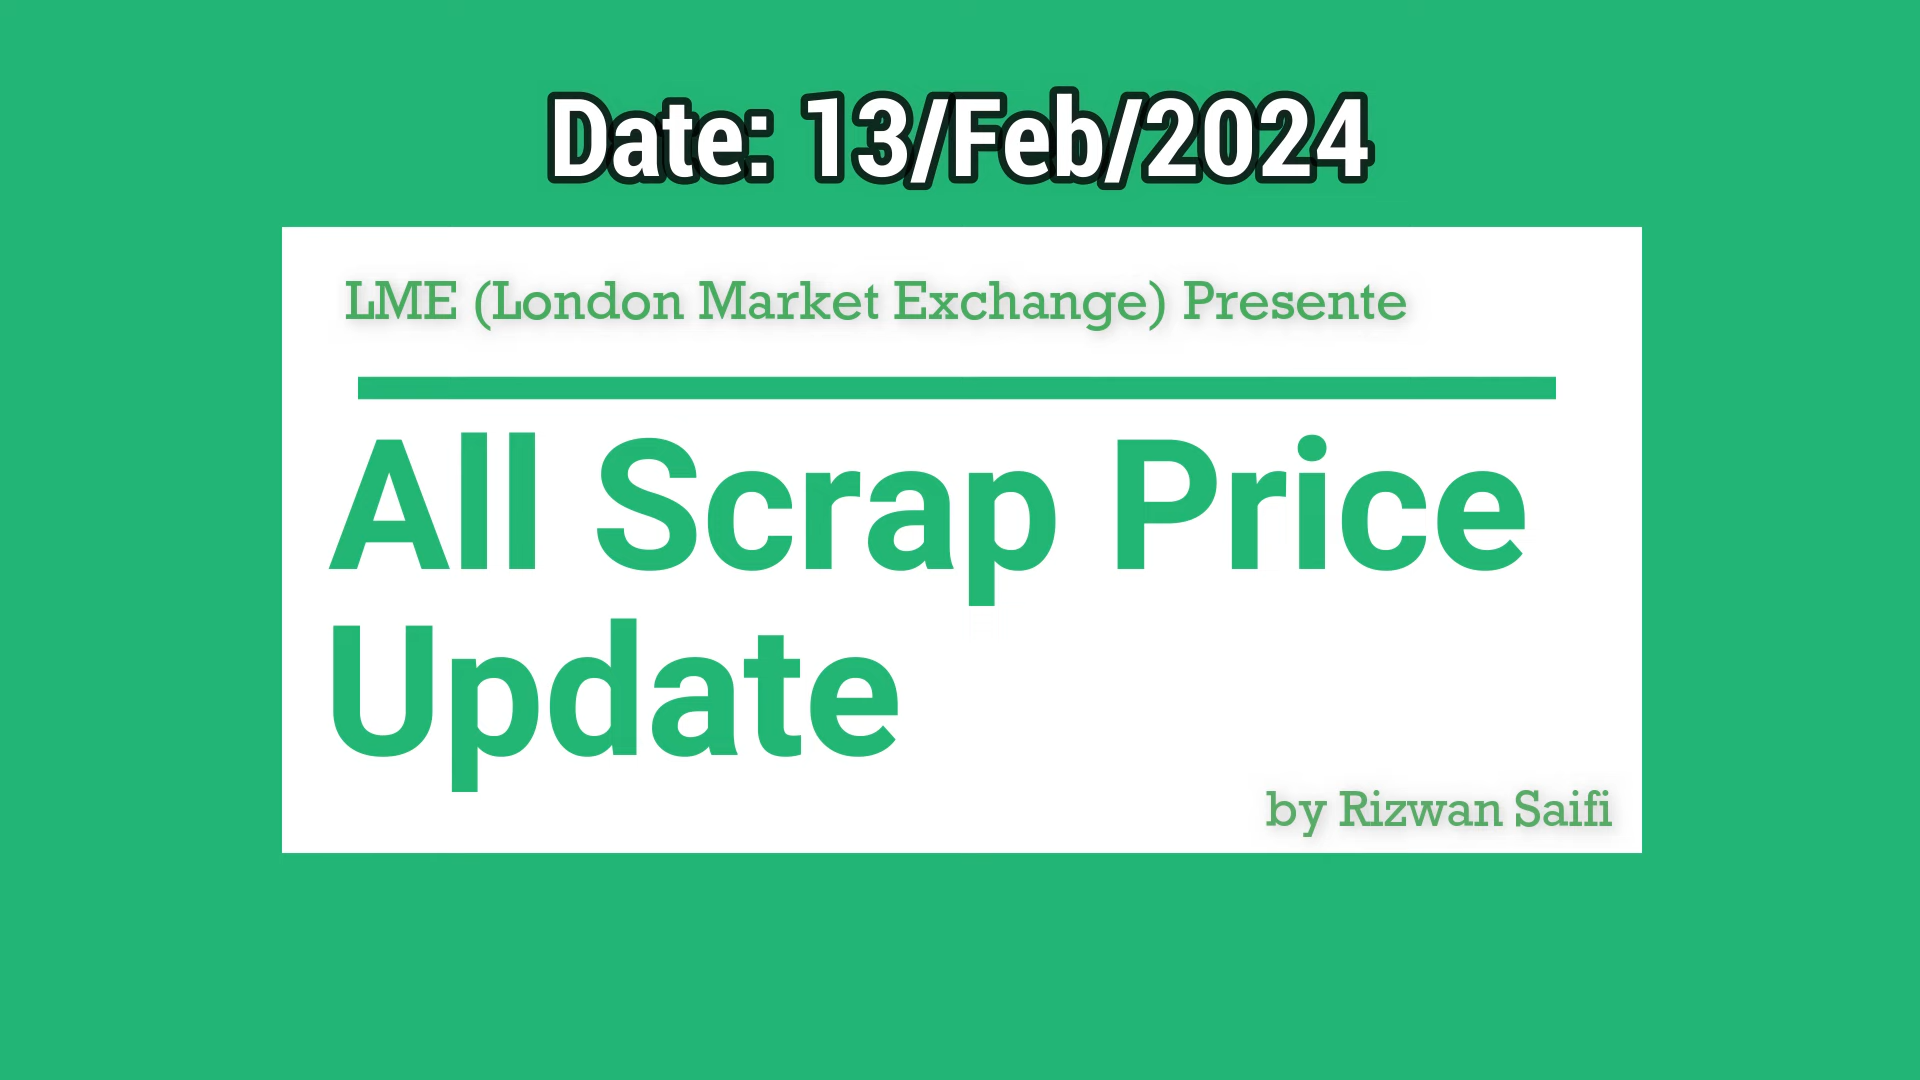 Date: 13/Feb/2024
LME (London Market Exchange) Presente
All Scrap Price
Update
by Rizwan Saifi